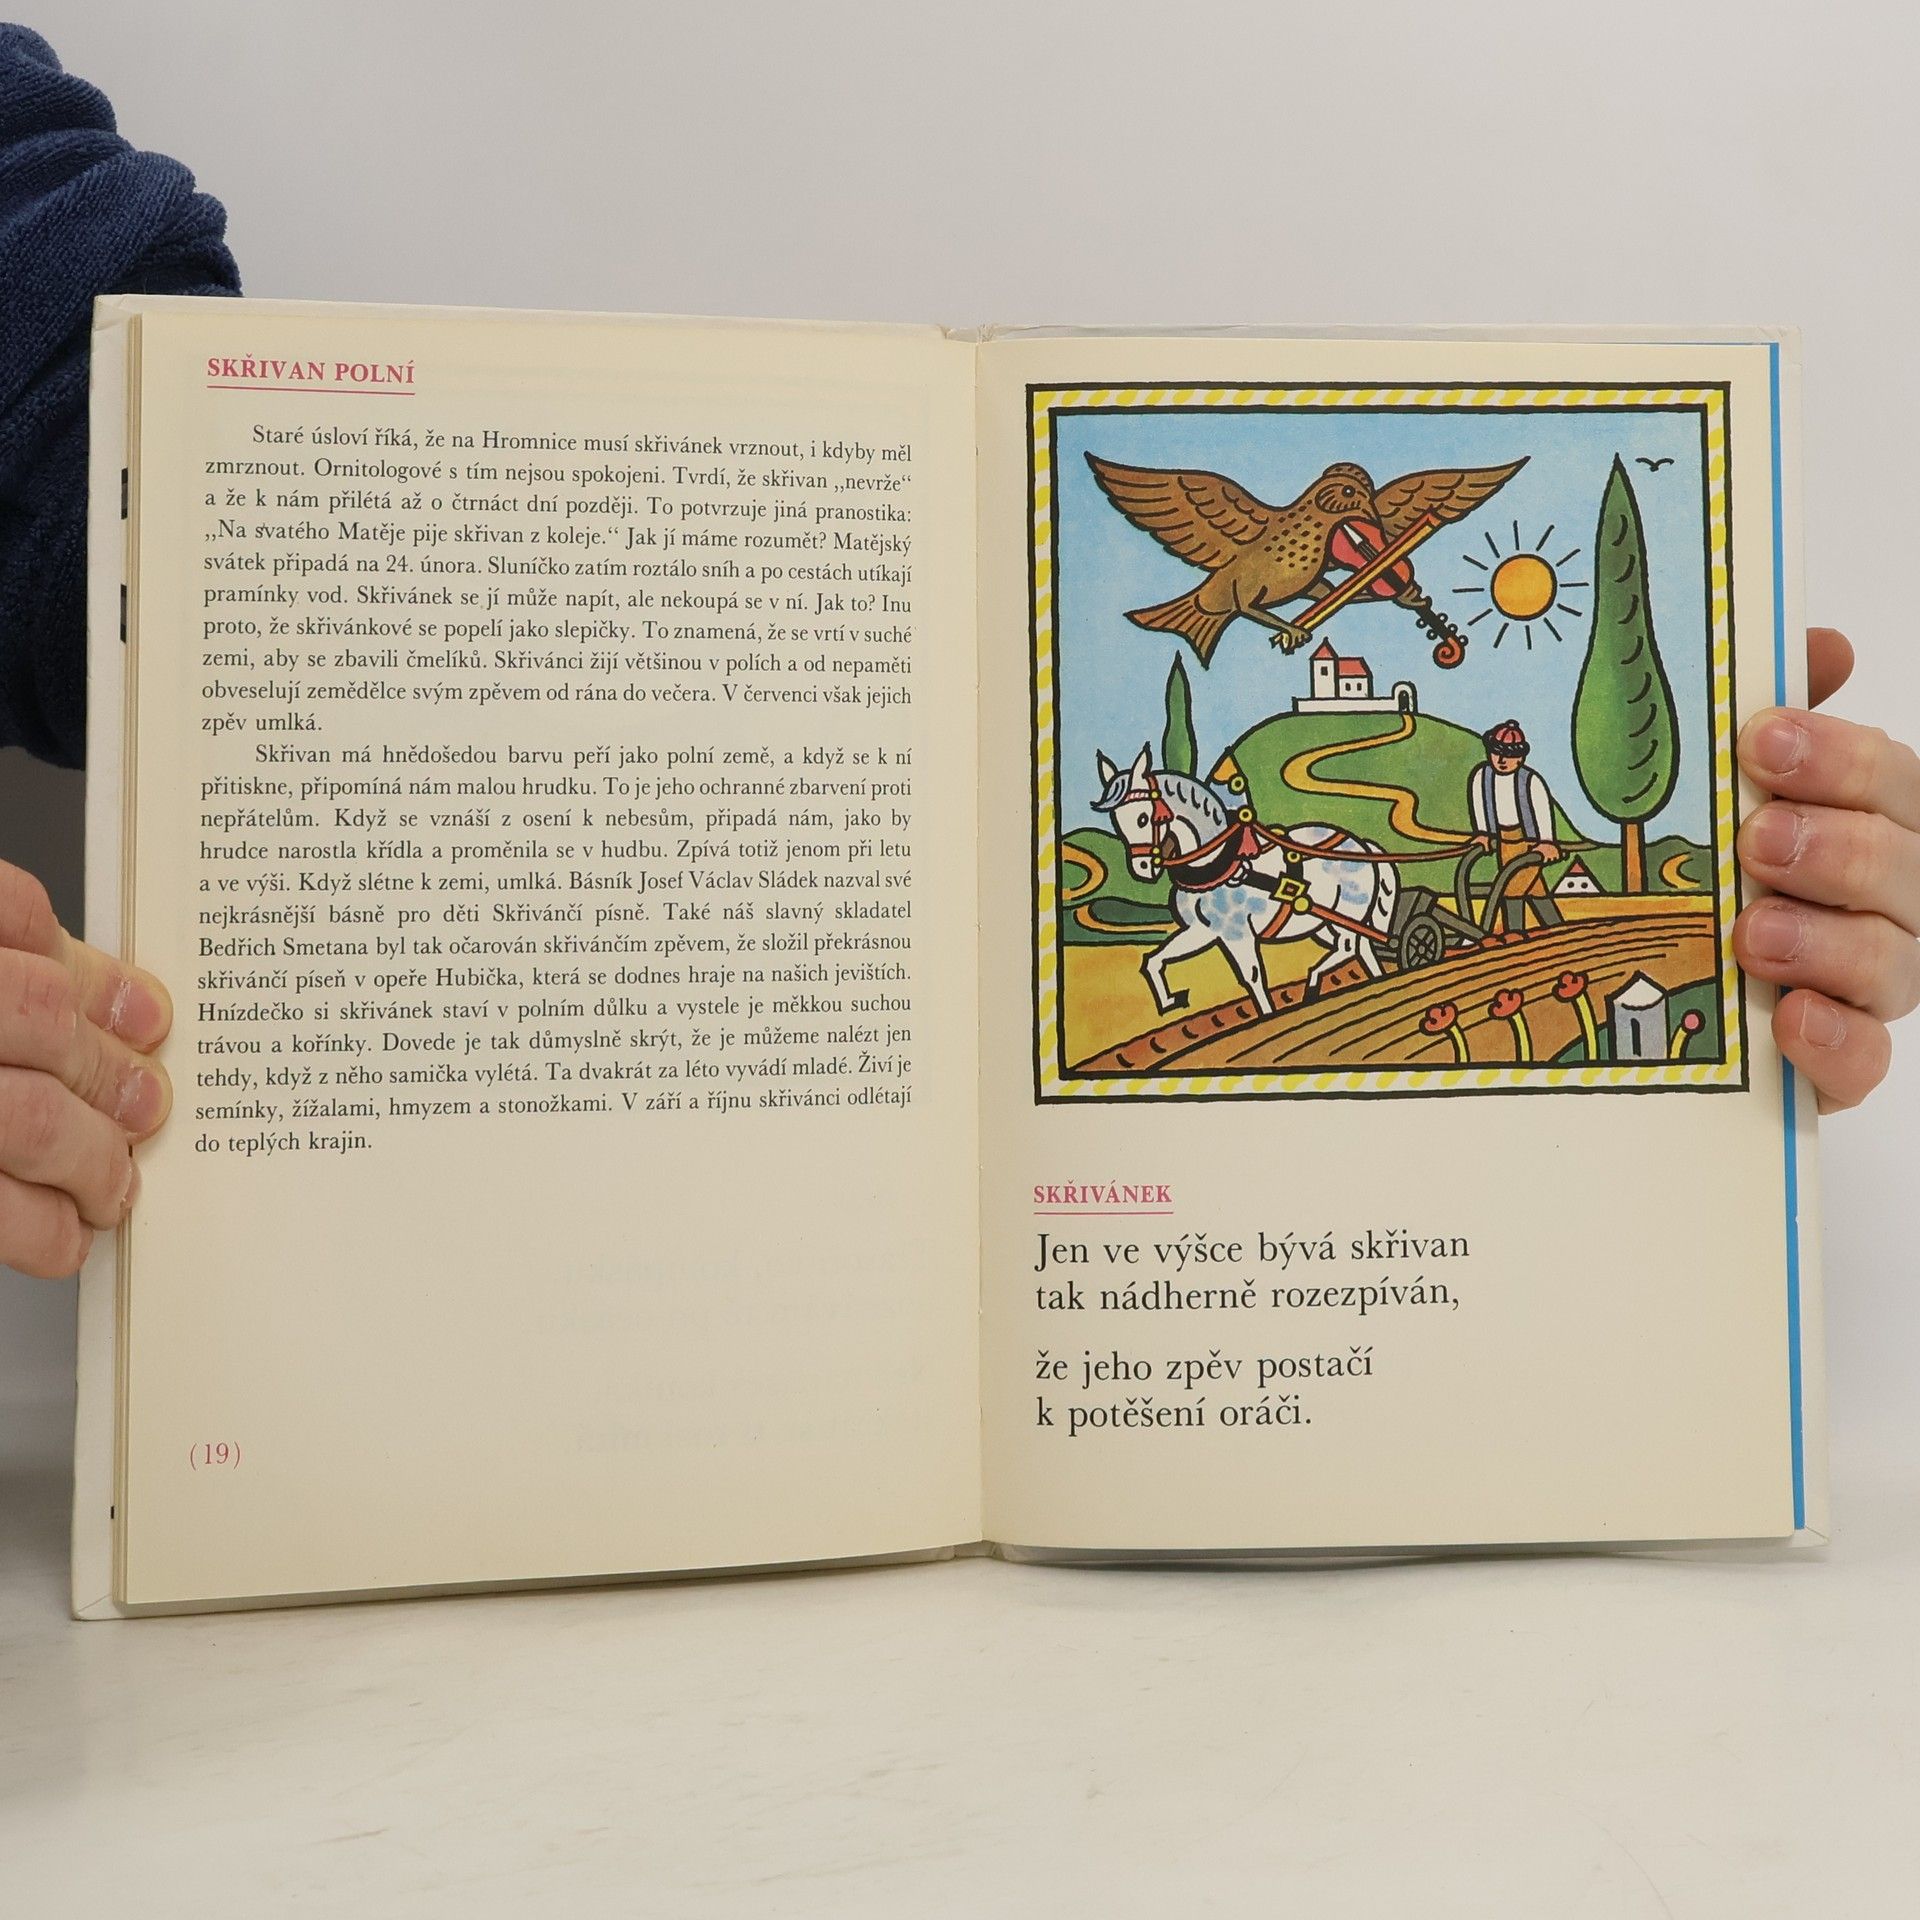 SKŘIVAN POLNÍ
Staré úsloví říká, že na Hromnice musí skřivánek vrznout, i kdyby měl
zmrznout. Ornitologové s tím nejsou spokojeni. Tvrdí, že skřivan „nevrže“
a že k nám přilétá až o čtrnáct dní později. To potvrzuje jiná pranostika:
„Na svatého Matěje pije skřivan z koleje.“ Jak jí máme rozumět? Matějský
svátek připadá na 24. února. Sluníčko zatím roztálo sníh a po cestách utíkají
pramínky vod. Skřivánek se jí může napít, ale nekoupá se v ní. Jak to? Inu
proto, že skřivánkové se popelí jako slepičky. To znamená, že se vrtí v suché
zemi, aby se zbavili čmelíků. Skřivánci žijí většinou v polích a od nepaměti
obveselují zemědělce svým zpěvem od rána do večera. V červenci však jejich
zpěv umlká.
Skřivan má hnědošedou barvu peří jako polní země, a když se k ní
přitiskne, připomíná nám malou hrudku. To je jeho ochranné zbarvení proti
nepřátelům. Když se vznáší z osení k nebesům, připadá nám, jako by
hrudce narostla křídla a proměnila se v hudbu. Zpívá totiž jenom při letu
a ve výši. Když slétne k zemi, umlká. Básník Josef Václav Sládek nazval své
nejkrásnější básně pro děti Skřivánčí písně. Také náš slavný skladatel
Bedřich Smetana byl tak očarován skřivánčím zpěvem, že složil překrásnou
skřivánčí píseň v opeře Hubička, která se dodnes hraje na našich jevištích.
Hnízdečko si skřivánek staví v polním důlku a vystele je měkkou suchou
trávou a kořínky. Dovede je tak důmyslně skrýt, že je můžeme nalézt jen
tehdy, když z něho samička vylétá. Ta dvakrát za léto vyvádí mladé. Živí je
semínky, žížalami, hmyzem a stonožkami. V září a říjnu skřivánci odlétají
do teplých krajin.
(19)
SKŘIVÁNEK
Jen ve výšce bývá skřivan
tak nádherně rozezpíván,
že jeho zpěv postačí
k potěšení oráči.